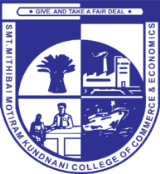 • GIVE, AND TAKE A FAIR DEAL •
SMT. MITHIBAI MOTIRAM KUNDNANI COLLEGE OF COMMERCE & ECONOMICS